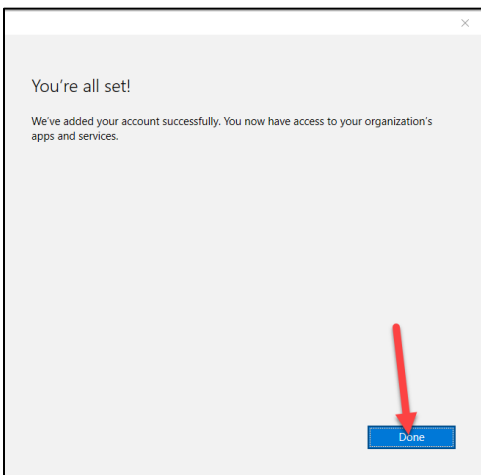 You're all set!
We've added your account successfully. You now have access to your organization's
apps and services.
Done